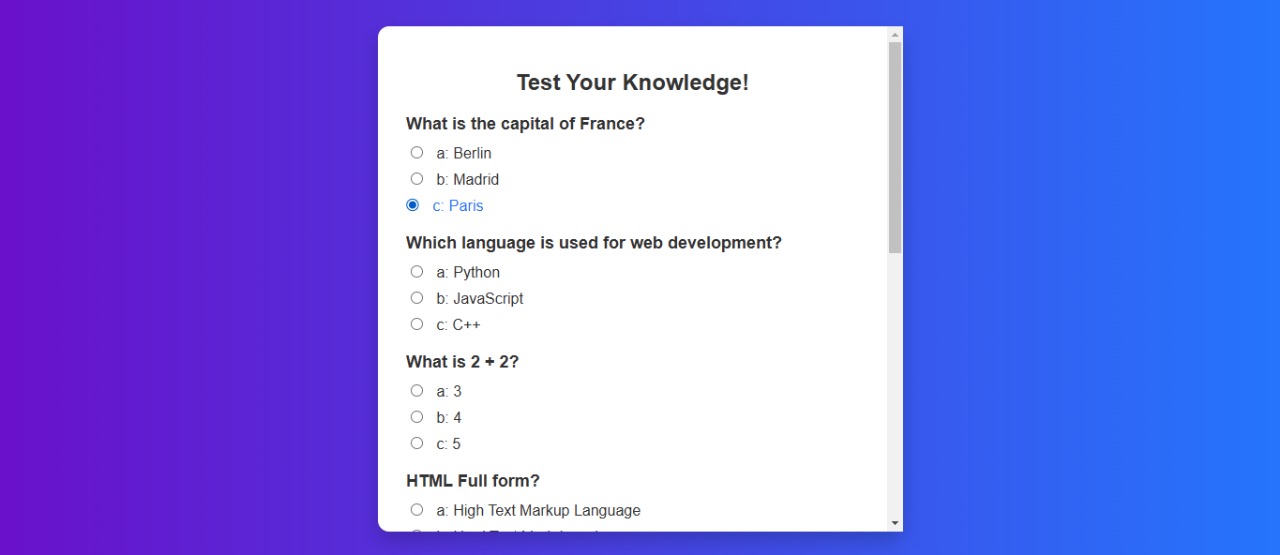 Test Your Knowledge!
What is the capital of France?
a: Berlin
b: Madrid
c: Paris
Which language is used for web development?
a: Python
b: JavaScript
c: C++
What is 2 + 2?
a: 3
b: 4
c: 5
HTML Full form?
a: High Text Markup Language